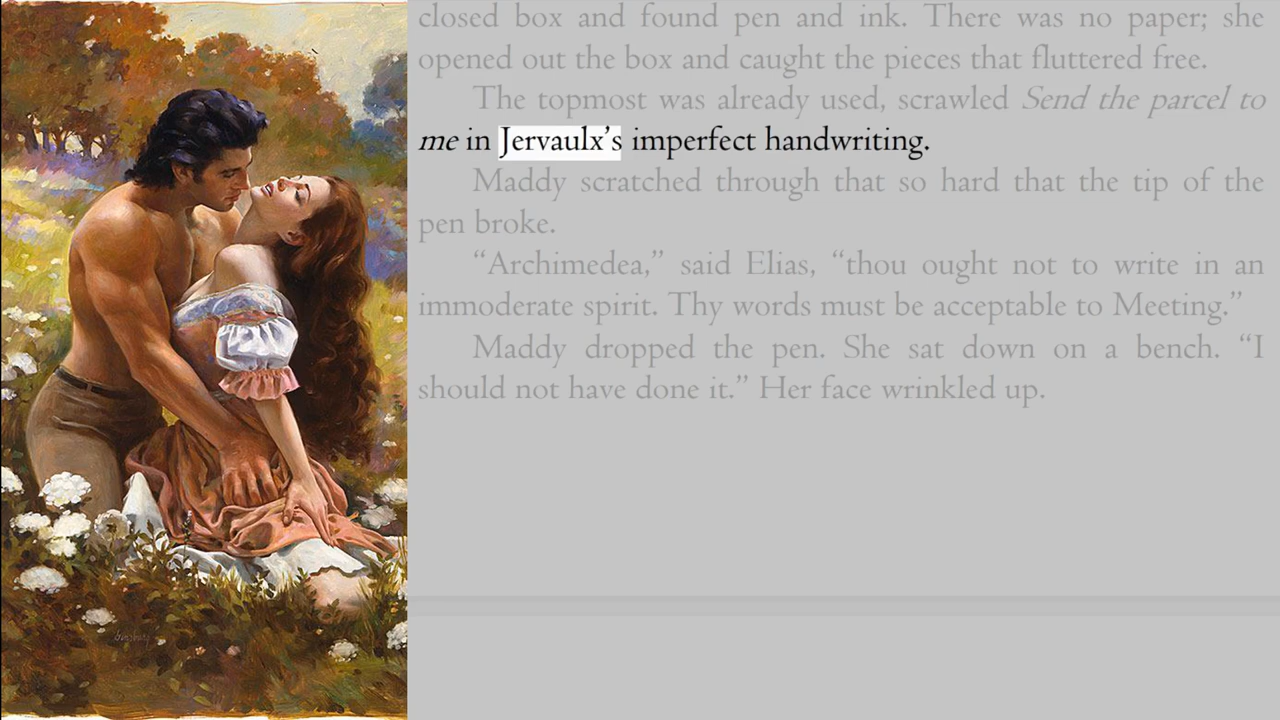 closed box and found pen and ink. There was no paper; she
opened out the box and caught the pieces that fluttered free.
The topmost was already used, scrawled Send the parcel to
me in Jervaulx’s imperfect handwriting.
Maddy scratched through that so hard that the tip of the
pen broke.
“Archimedea,” said Elias, “thou ought not to write in an
immoderate spirit. Thy words must be acceptable to Meeting.”
Maddy dropped the pen. She sat down on a bench. “I
should not have done it.” Her face wrinkled up.